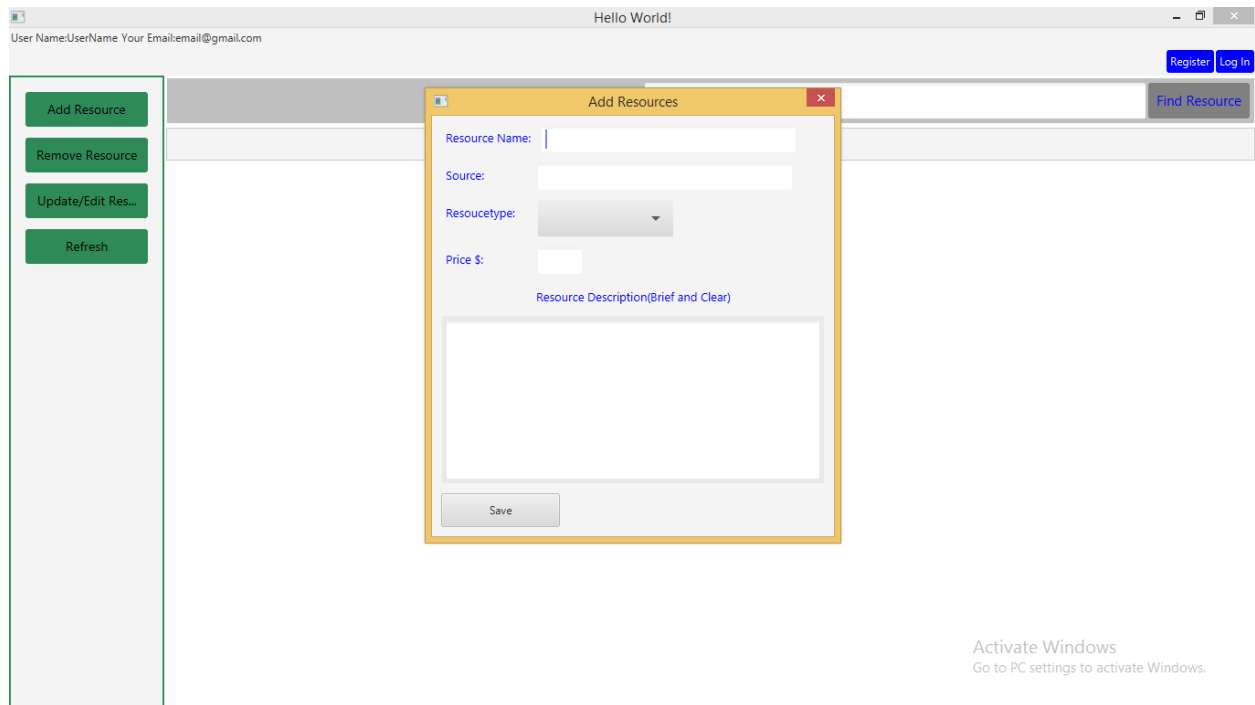 Hello World!
User Name:UserName Your Email:email@gmail.com
Register Log In
Add Resource
Remove Resource
Update/Edit Res...
Refresh
Find Resource
Add Resources
Resource Name:
Source:
Resoucetype:
Price $:
Resource Description(Brief and Clear)
Save
Activate Windows
Go to PC settings to activate Windows.